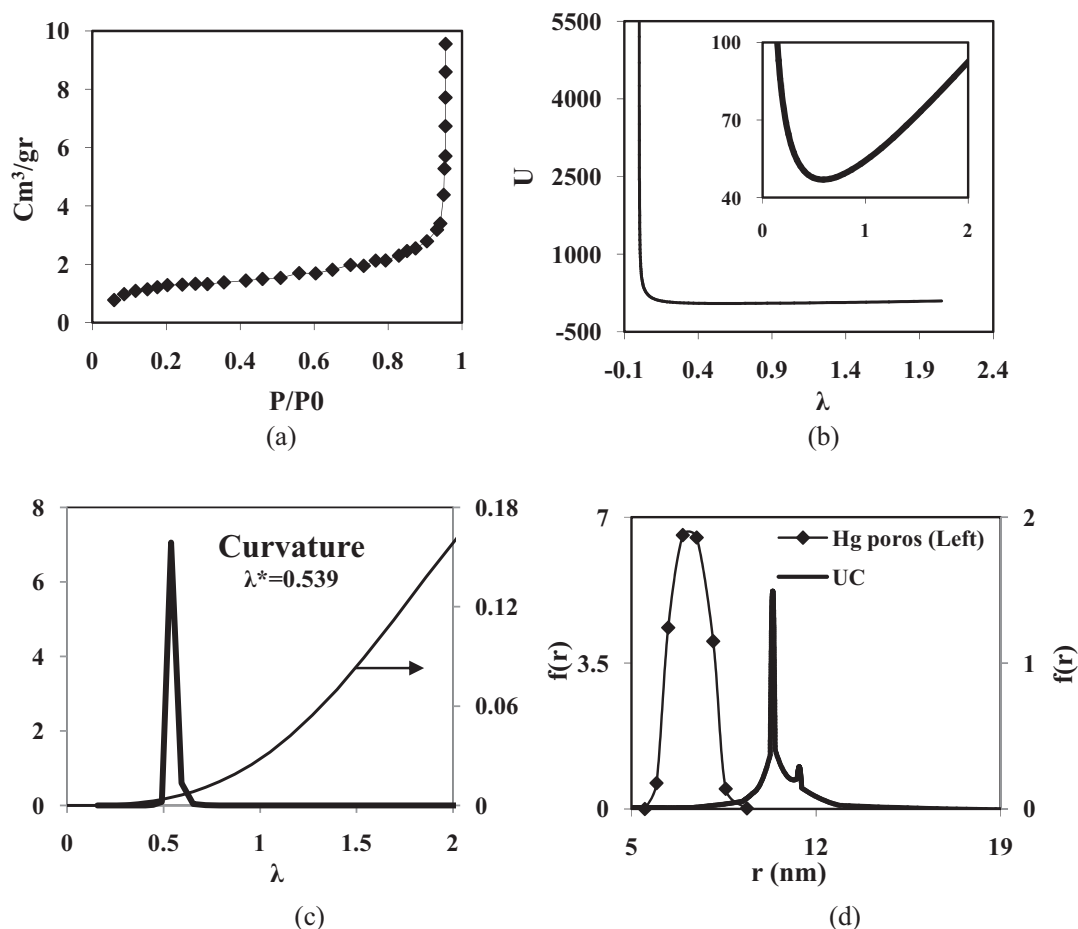 10
8
6
4
2
0
Cm³/gr
0 0.2 0.4 0.6 0.8 1
P/P0
(a)
5500
4000
2500
1000
-500
U
100
70
40
0 1 2
-0.1 0.4 0.9 1.4 1.9 2.4
λ
(b)
8
6
4
2
0
Curvature
λ*=0.539
0.18
0.12
0.06
0
0 0.5 1 1.5 2
λ
(c)
7
3.5
0
f(r)
Hg poros (Left)
UC
2
1
0
f(r)
5 12 19
r (nm)
(d)